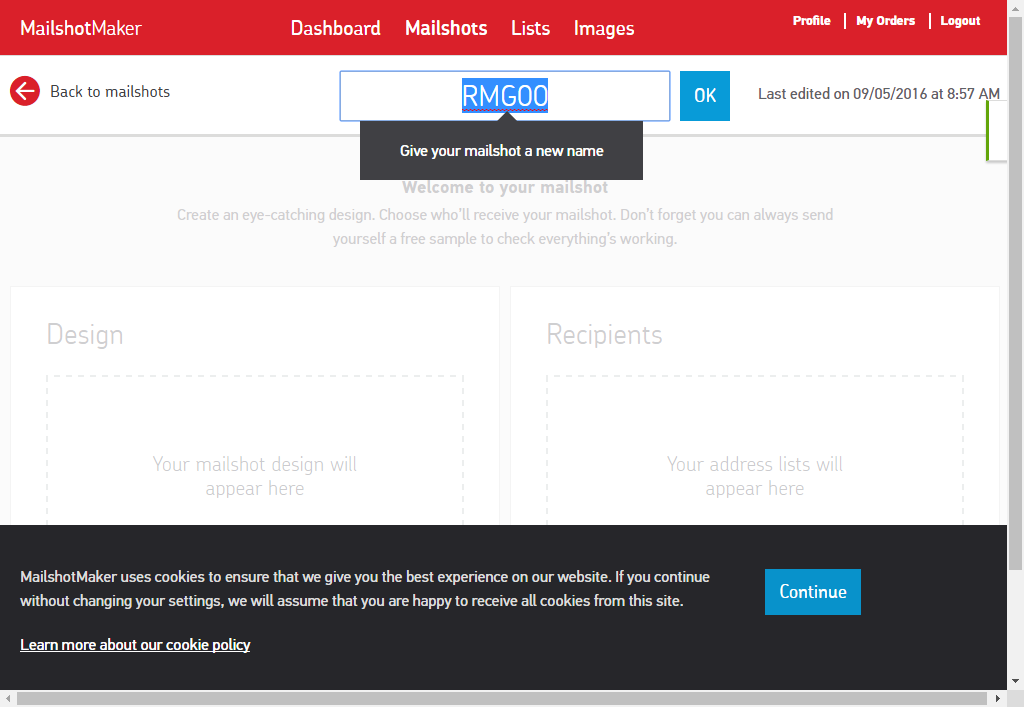 MailshotMaker
Dashboard
Mailshots
Lists
Images
Profile
My Orders
Logout
Back to mailshots
RMG00
OK
Last edited on 09/05/2016 at 8:57 AM
Give your mailshot a new name
Welcome to your mailshot
Create an eye-catching design. Choose who'll receive your mailshot. Don't forget you can always send
yourself a free sample to check everything's working.
Design
Your mailshot design will
appear here
Recipients
Your address lists will
appear here
MailshotMaker uses cookies to ensure that we give you the best experience on our website. If you continue
without changing your settings, we will assume that you are happy to receive all cookies from this site.
Continue
Learn more about our cookie policy